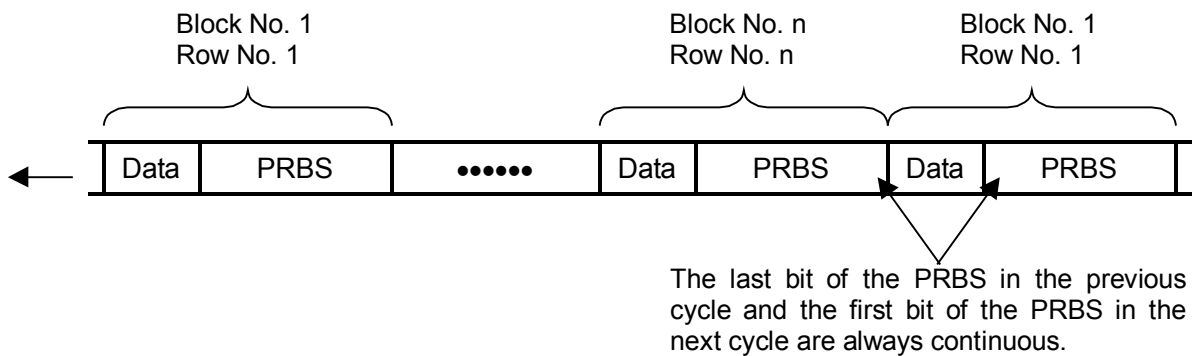 Block No. 1
Row No. 1
Block No. n
Row No. n
Block No. 1
Row No. 1
Data PRBS •••••• Data PRBS Data PRBS
The last bit of the PRBS in the previous
cycle and the first bit of the PRBS in the
next cycle are always continuous.